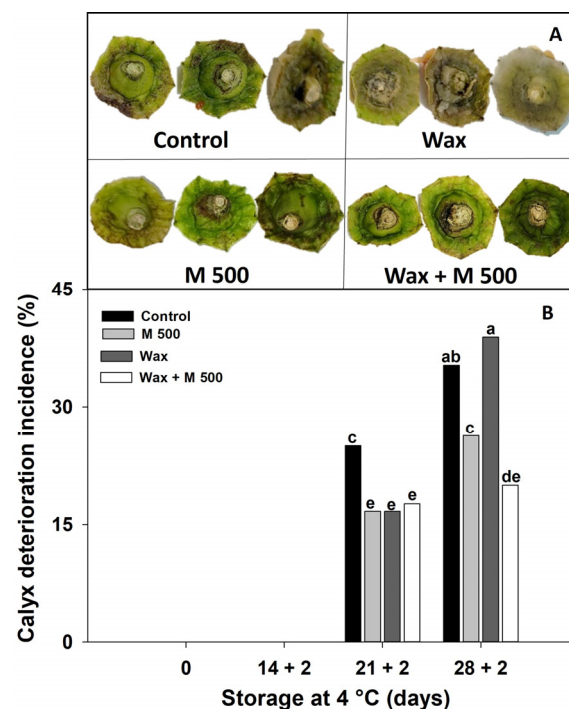 A
Control
Wax
M 500
Wax + M 500
B
Calyx deterioration incidence (%)
45
30
15
0
Control
M 500
Wax
Wax + M 500
c
e
e
e
ab
c
a
de
0
14 + 2
21 + 2
28 + 2
Storage at 4 °C (days)